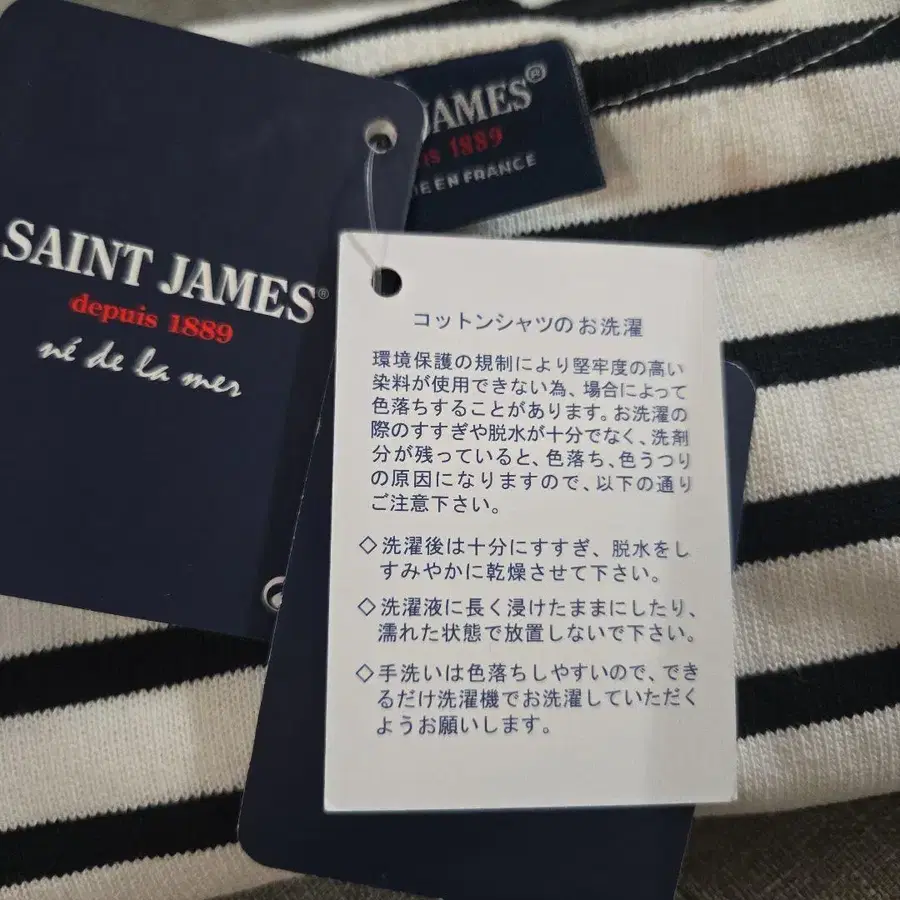 SAINT JAMES®
depuis 1889
né de la mer
JAMES®
1889
EN FRANCE
コットンシャツのお洗濯
環境保護の規制により堅牢度の高い
染料が使用できない為、場合によって
色落ちすることがあります。お洗濯の
際のすすぎや脱水が十分でなく、洗剤
分が残っていると、色落ち、色うつり
の原因になりますので、以下の通り
ご注意下さい。
◇洗濯後は十分にすすぎ、脱水をし
すみやかに乾燥させて下さい。
◇洗濯液に長く浸けたままにしたり、
濡れた状態で放置しないで下さい。
◇手洗いは色落ちしやすいので、でき
るだけ洗濯機でお洗濯していただく
ようお願いします。